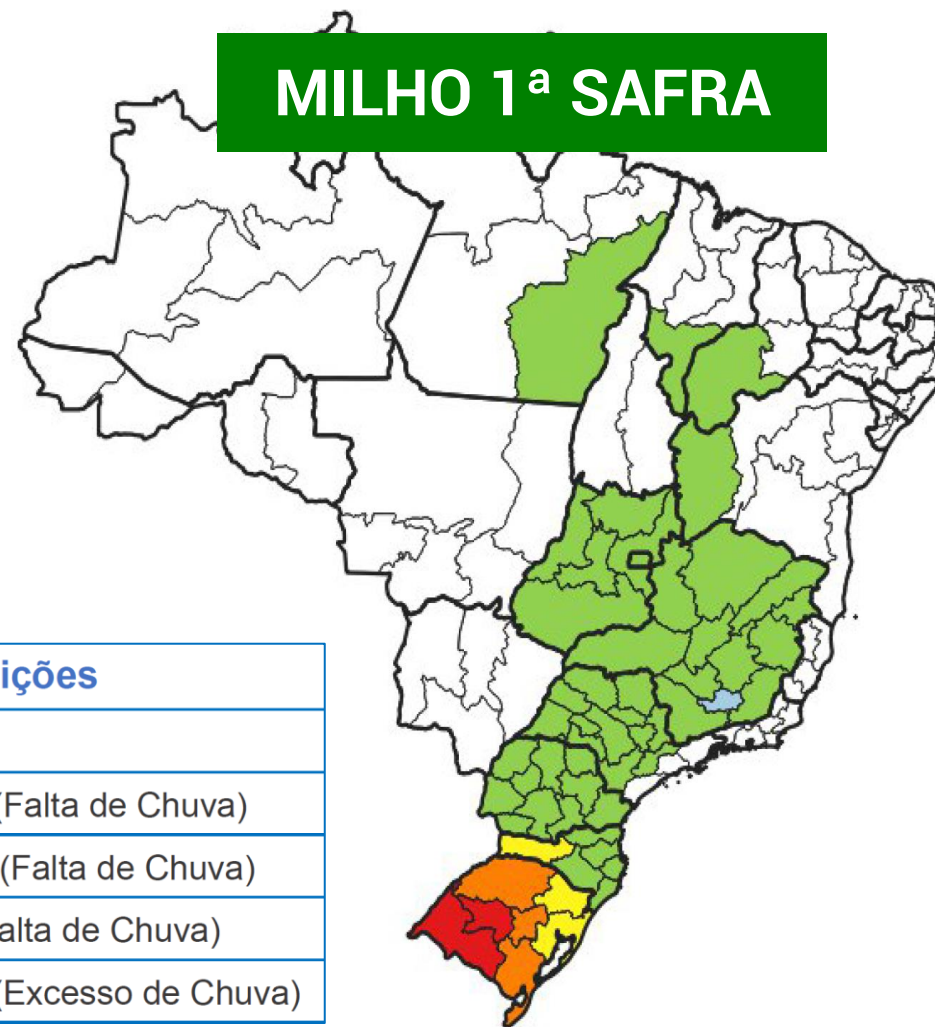 MILHO 1ª SAFRA
ições
(Falta de Chuva)
(Falta de Chuva)
alta de Chuva)
(Excesso de Chuva)